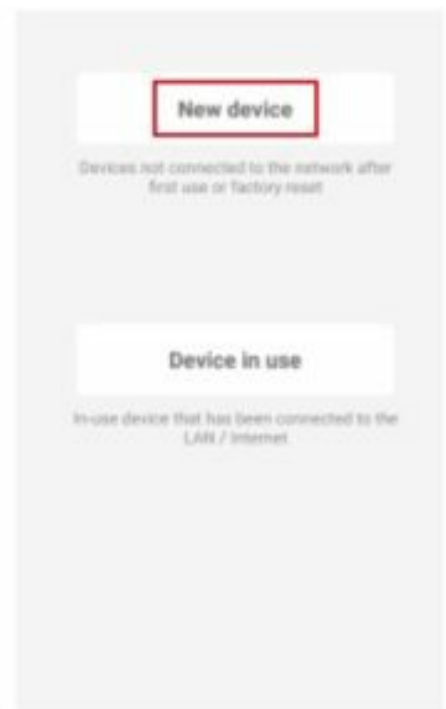 New device
Devices not connected to the network after
first use or factory reset
Device in use
In-use device that has been connected to the
LAN / Internet